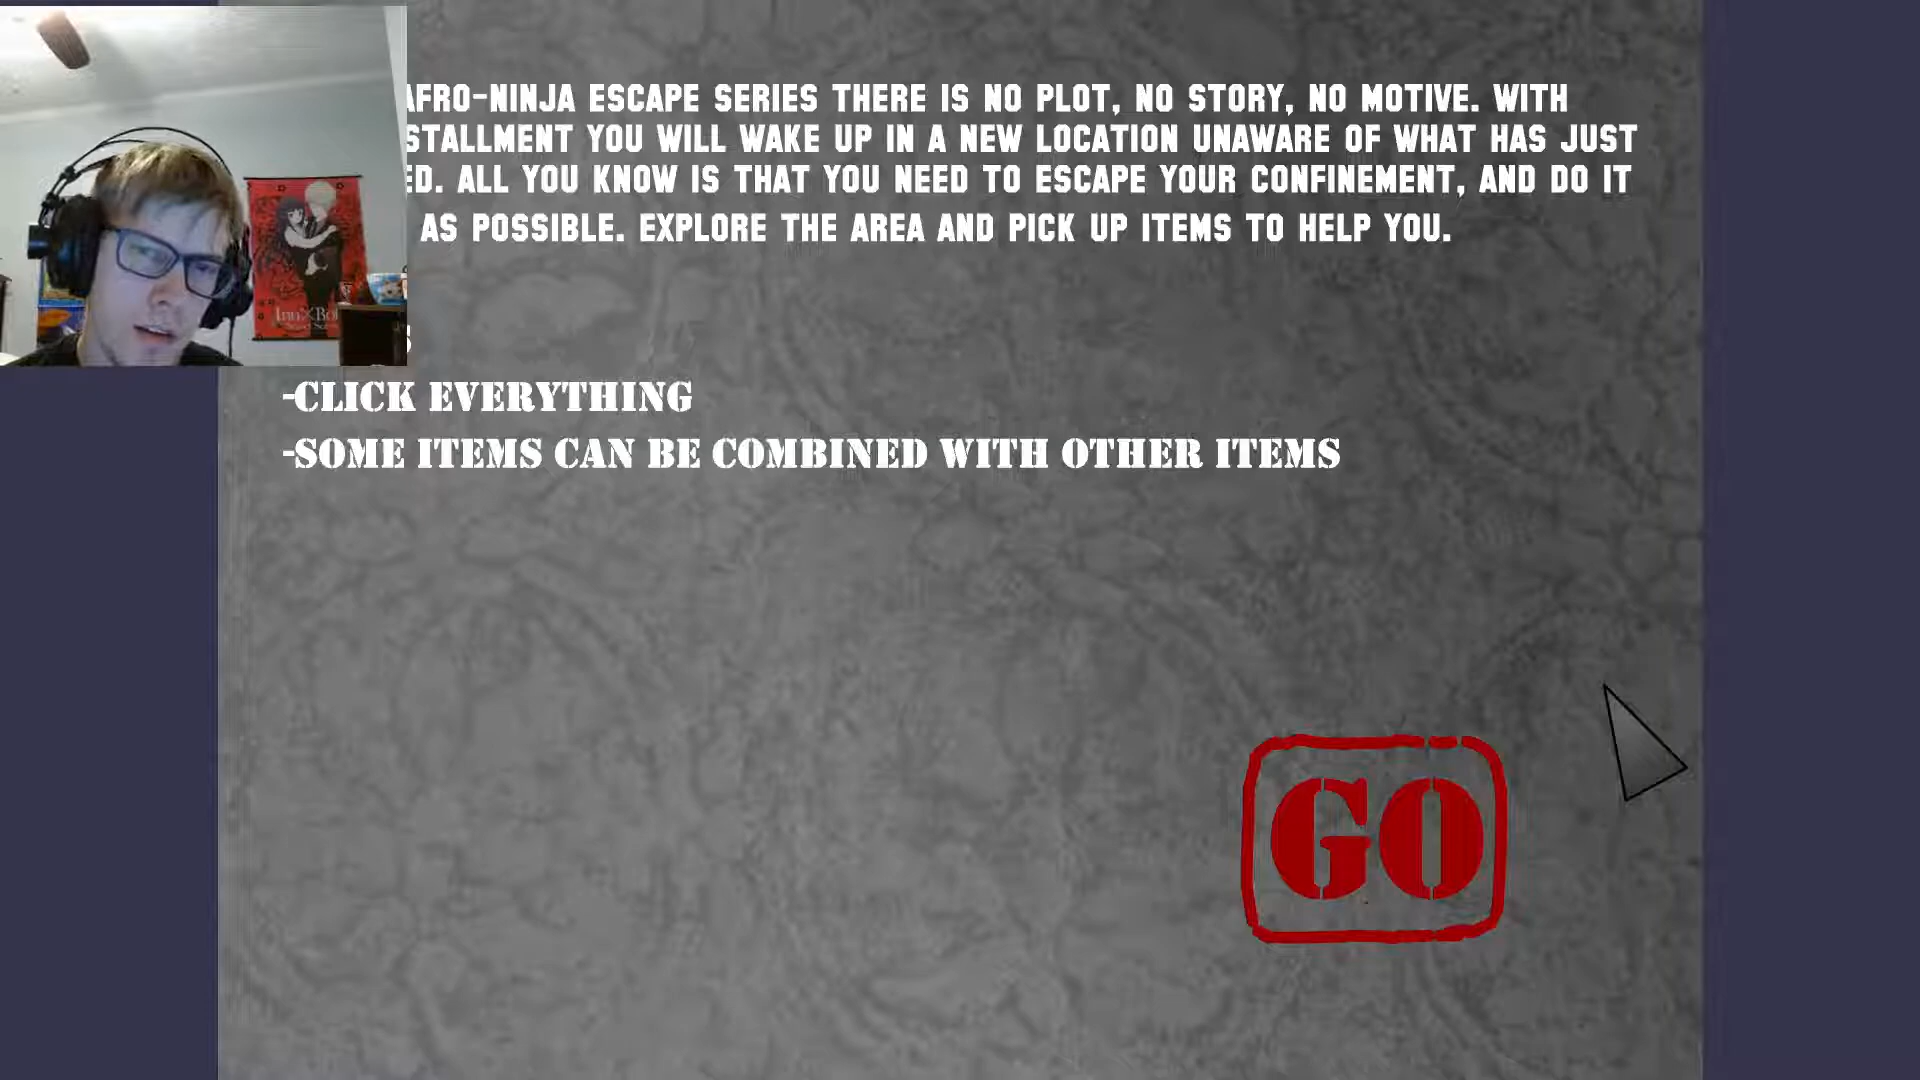 AFRO-NINJA ESCAPE SERIES THERE IS NO PLOT, NO STORY, NO MOTIVE. WITH
STALLMENT YOU WILL WAKE UP IN A NEW LOCATION UNAWARE OF WHAT HAS JUST
ED. ALL YOU KNOW IS THAT YOU NEED TO ESCAPE YOUR CONFINEMENT, AND DO IT
AS POSSIBLE. EXPLORE THE AREA AND PICK UP ITEMS TO HELP YOU.
S
-CLICK EVERYTHING
-SOME ITEMS CAN BE COMBINED WITH OTHER ITEMS
GO